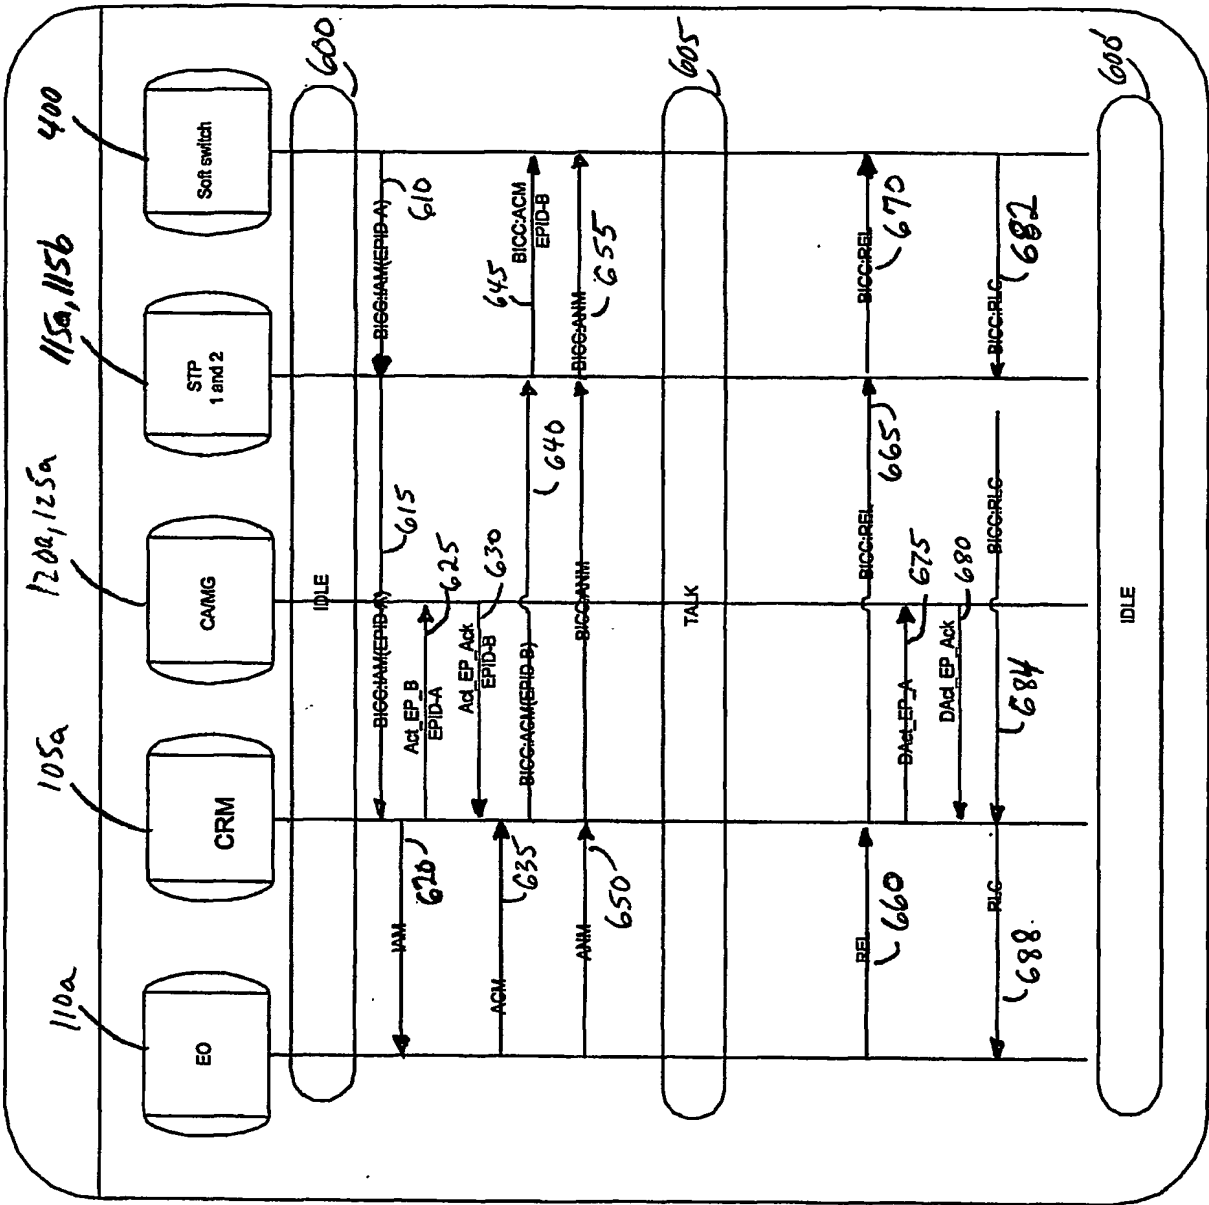 110a
105a
120a, 125a
115a, 115b
400
EO
CRM
CA/MG
STP
1 and 2
Soft switch
600
IDLE
BICC:IAM(EPID-A)
610
BICC:IAM(EPID-A)
615
IAM
620
Act_EP_B
EPID-A
625
Act_EP_Ack
EPID-B
630
ACM
635
BICC:ACM(EPID-B)
640
645
BICC:ACM
EPID-B
ANM
650
BICC:ANM
BICC:ANM
655
605
TALK
REL
660
BICC:REL
665
BICC:REL
670
DAct_EP_A
675
DAct_EP_Ack
680
BICC:RLC
682
BICC:RLC
684
RLC
688.
600
IDLE